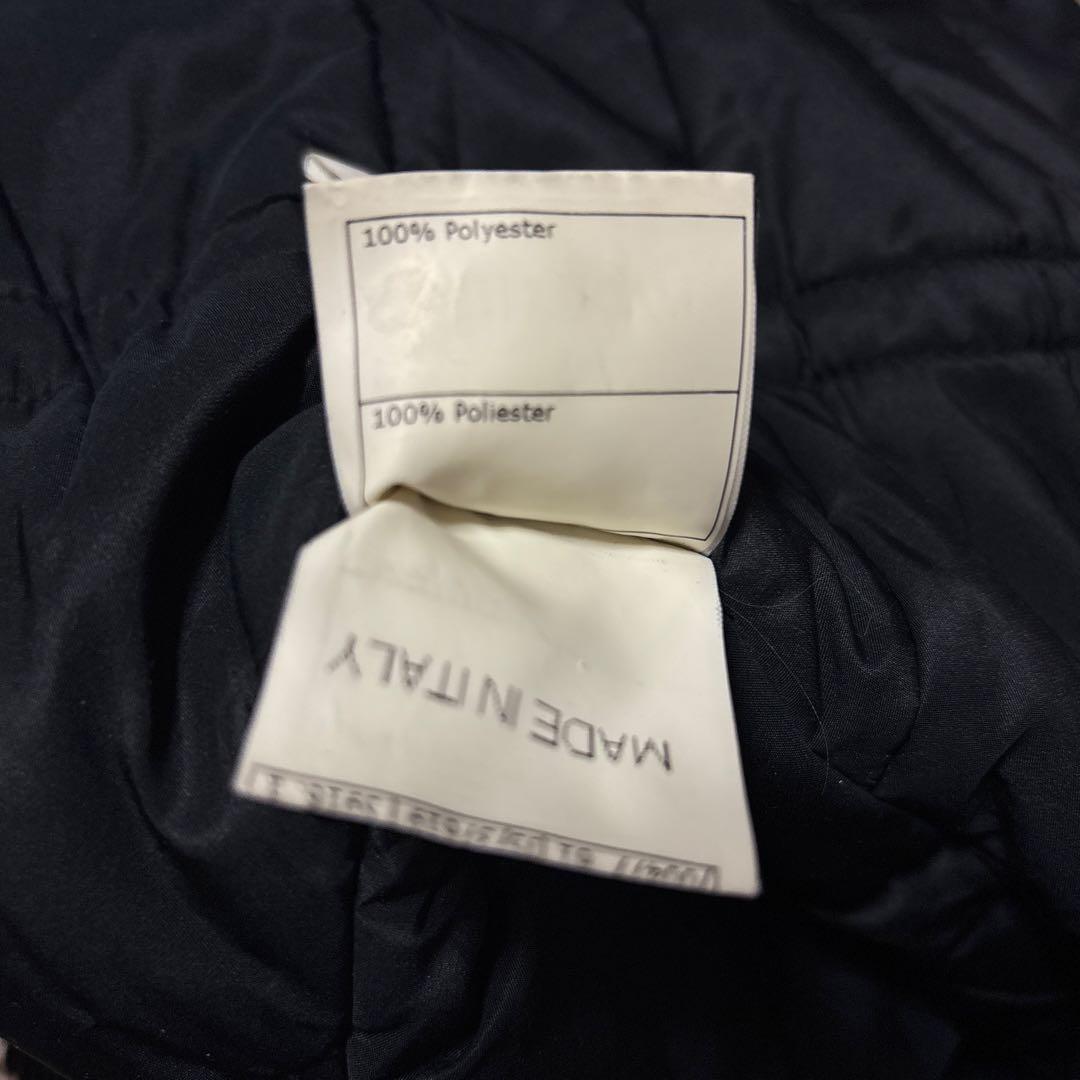 100% Polyester
100% Poliester
MADE IN ITALY